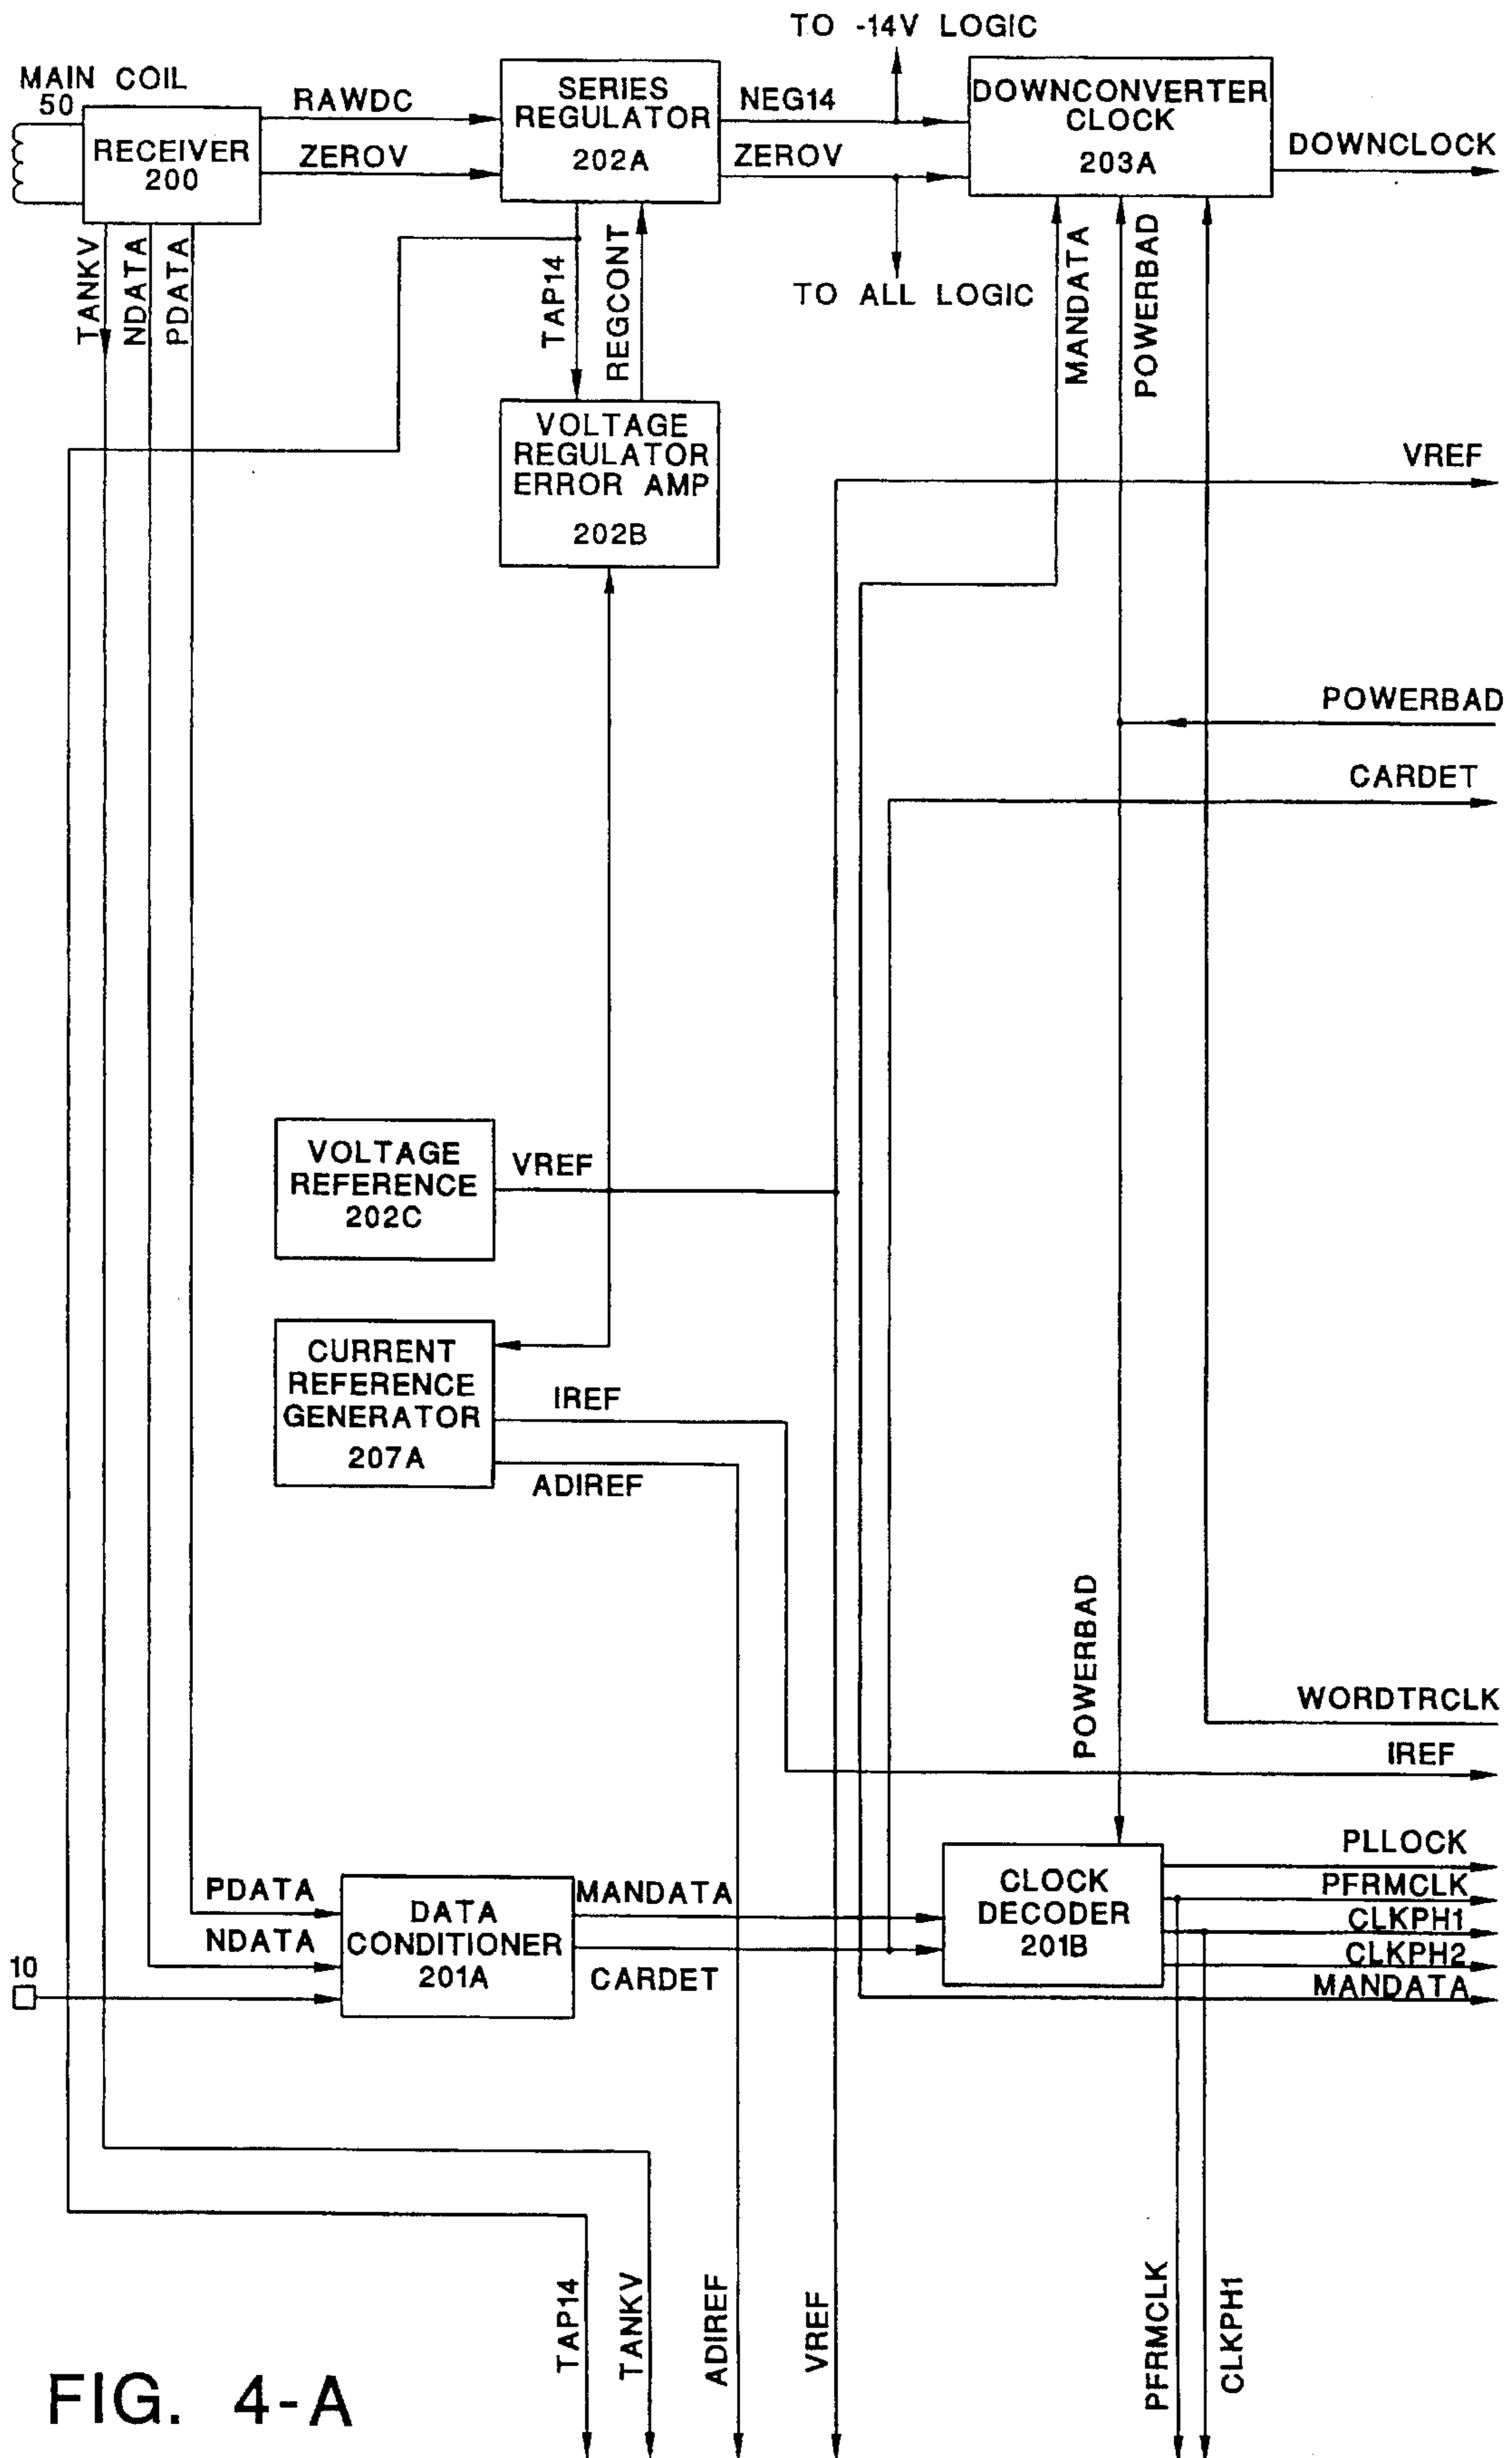 TO -14V LOGIC
MAIN COIL
50
RECEIVER
200
RAWDC
ZEROV
SERIES
REGULATOR
202A
NEG14
ZEROV
DOWNCONVERTER
CLOCK
203A
DOWNCLOCK
TANKV
NDATA
PDATA
TAP14
REGCONT
TO ALL LOGIC
MANDATA
POWERBAD
VOLTAGE
REGULATOR
ERROR AMP
202B
VREF
POWERBAD
CARDET
VOLTAGE
REFERENCE
202C
VREF
CURRENT
REFERENCE
GENERATOR
207A
IREF
ADIREF
POWERBAD
WORDTRCLK
IREF
PDATA
NDATA
10
DATA
CONDITIONER
201A
MANDATA
CARDET
CLOCK
DECODER
201B
PLLOCK
PFRMCLK
CLKPH1
CLKPH2
MANDATA
TAP14
TANKV
ADIREF
VREF
PFRMCLK
CLKPH1
FIG. 4-A